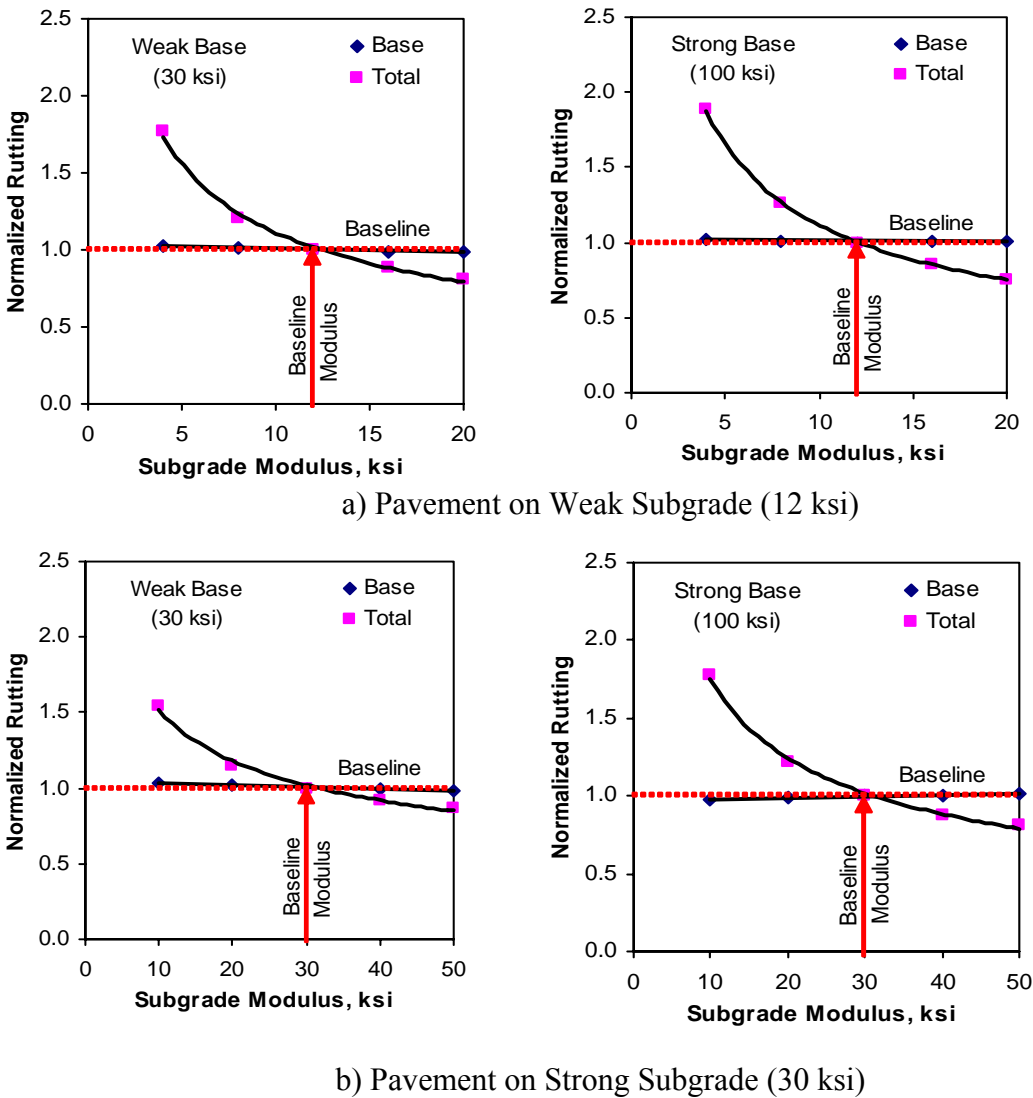 2.5
2.0
1.5
1.0
0.5
0.0
Normalized Rutting
Weak Base
(30 ksi)
Base
Total
Baseline
Baseline
Modulus
0 5 10 15 20
Subgrade Modulus, ksi
2.5
2.0
1.5
1.0
0.5
0.0
Normalized Rutting
Strong Base
(100 ksi)
Base
Total
Baseline
Baseline
Modulus
0 5 10 15 20
Subgrade Modulus, ksi
a) Pavement on Weak Subgrade (12 ksi)
2.5
2.0
1.5
1.0
0.5
0.0
Normalized Rutting
Weak Base
(30 ksi)
Base
Total
Baseline
Baseline
Modulus
0 10 20 30 40 50
Subgrade Modulus, ksi
2.5
2.0
1.5
1.0
0.5
0.0
Normalized Rutting
Strong Base
(100 ksi)
Base
Total
Baseline
Baseline
Modulus
0 10 20 30 40 50
Subgrade Modulus, ksi
b) Pavement on Strong Subgrade (30 ksi)